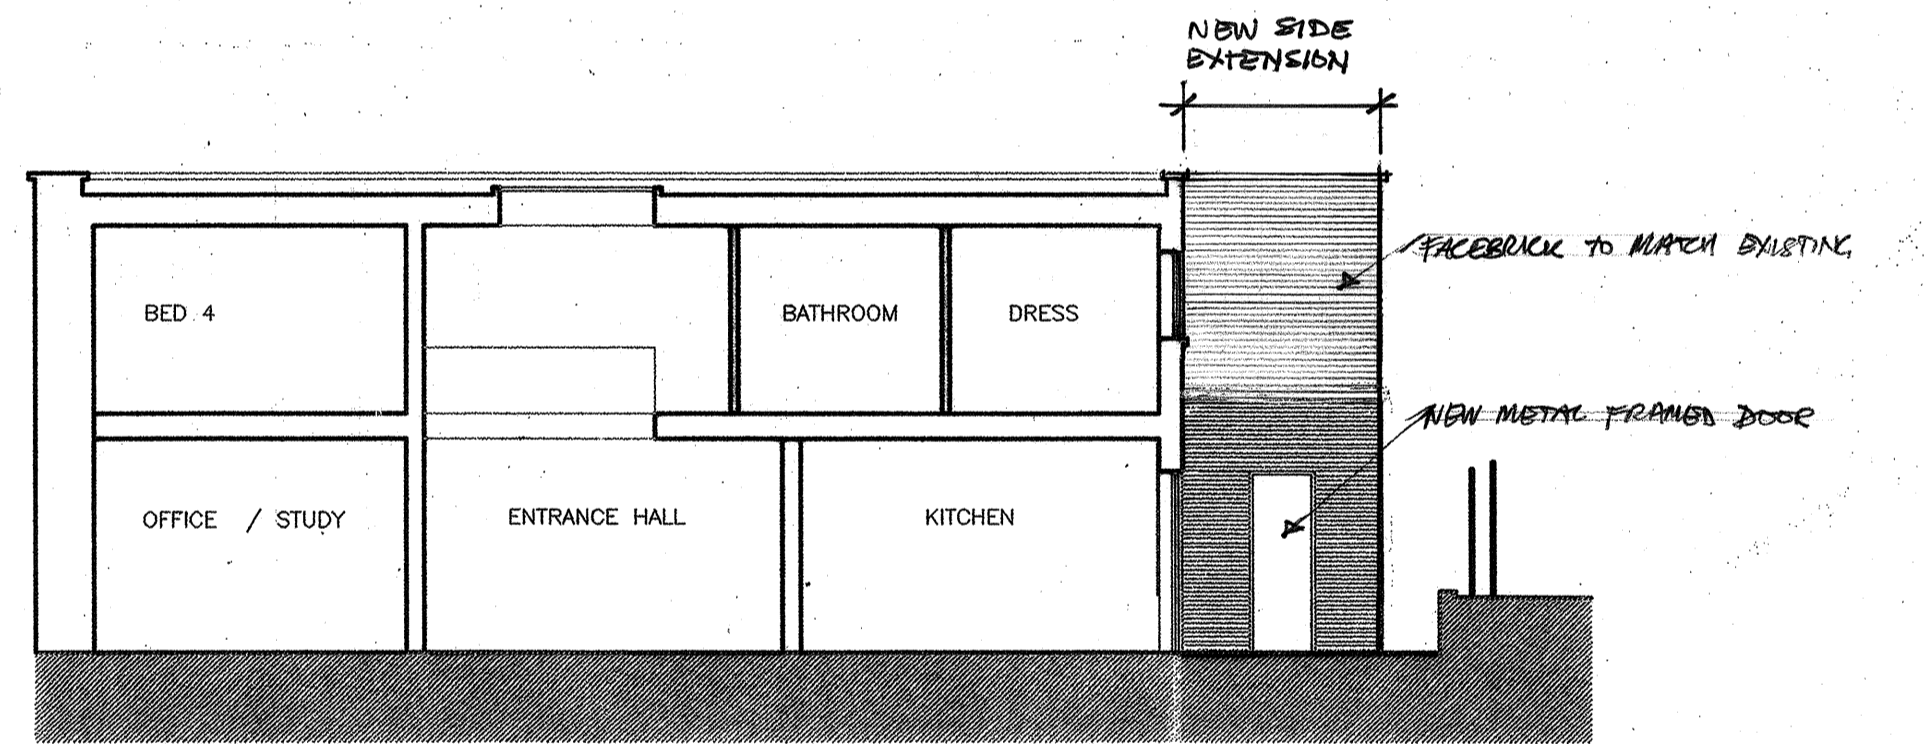 NEW SIDE
EXTENSION
FACEBRICK TO MATCH EXISTING
BED 4
BATHROOM
DRESS
NEW METAL FRAMED DOOR
OFFICE / STUDY
ENTRANCE HALL
KITCHEN